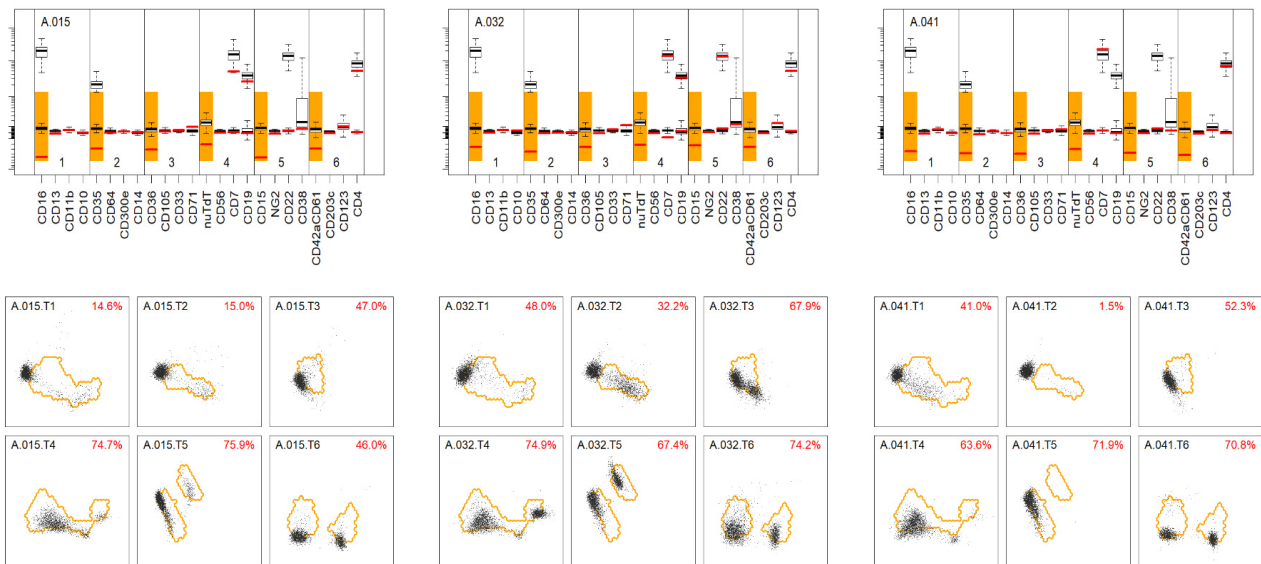 A.015
1 2 3 4 5 6
CD16 CD13 CD11b CD10 CD35 CD64 CD300e CD14 CD36 CD105 CD33 CD71 nuTdT CD56 CD7 CD19 CD15 NG2 CD22 CD38 CD42aCD61 CD203c CD123 CD4
A.032
1 2 3 4 5 6
CD16 CD13 CD11b CD10 CD35 CD64 CD300e CD14 CD36 CD105 CD33 CD71 nuTdT CD56 CD7 CD19 CD15 NG2 CD22 CD38 CD42aCD61 CD203c CD123 CD4
A.041
1 2 3 4 5 6
CD16 CD13 CD11b CD10 CD35 CD64 CD300e CD14 CD36 CD105 CD33 CD71 nuTdT CD56 CD7 CD19 CD15 NG2 CD22 CD38 CD42aCD61 CD203c CD123 CD4
A.015.T1 14.6% A.015.T2 15.0% A.015.T3 47.0%
A.015.T4 74.7% A.015.T5 75.9% A.015.T6 46.0%
A.032.T1 48.0% A.032.T2 32.2% A.032.T3 67.9%
A.032.T4 74.9% A.032.T5 67.4% A.032.T6 74.2%
A.041.T1 41.0% A.041.T2 1.5% A.041.T3 52.3%
A.041.T4 63.6% A.041.T5 71.9% A.041.T6 70.8%